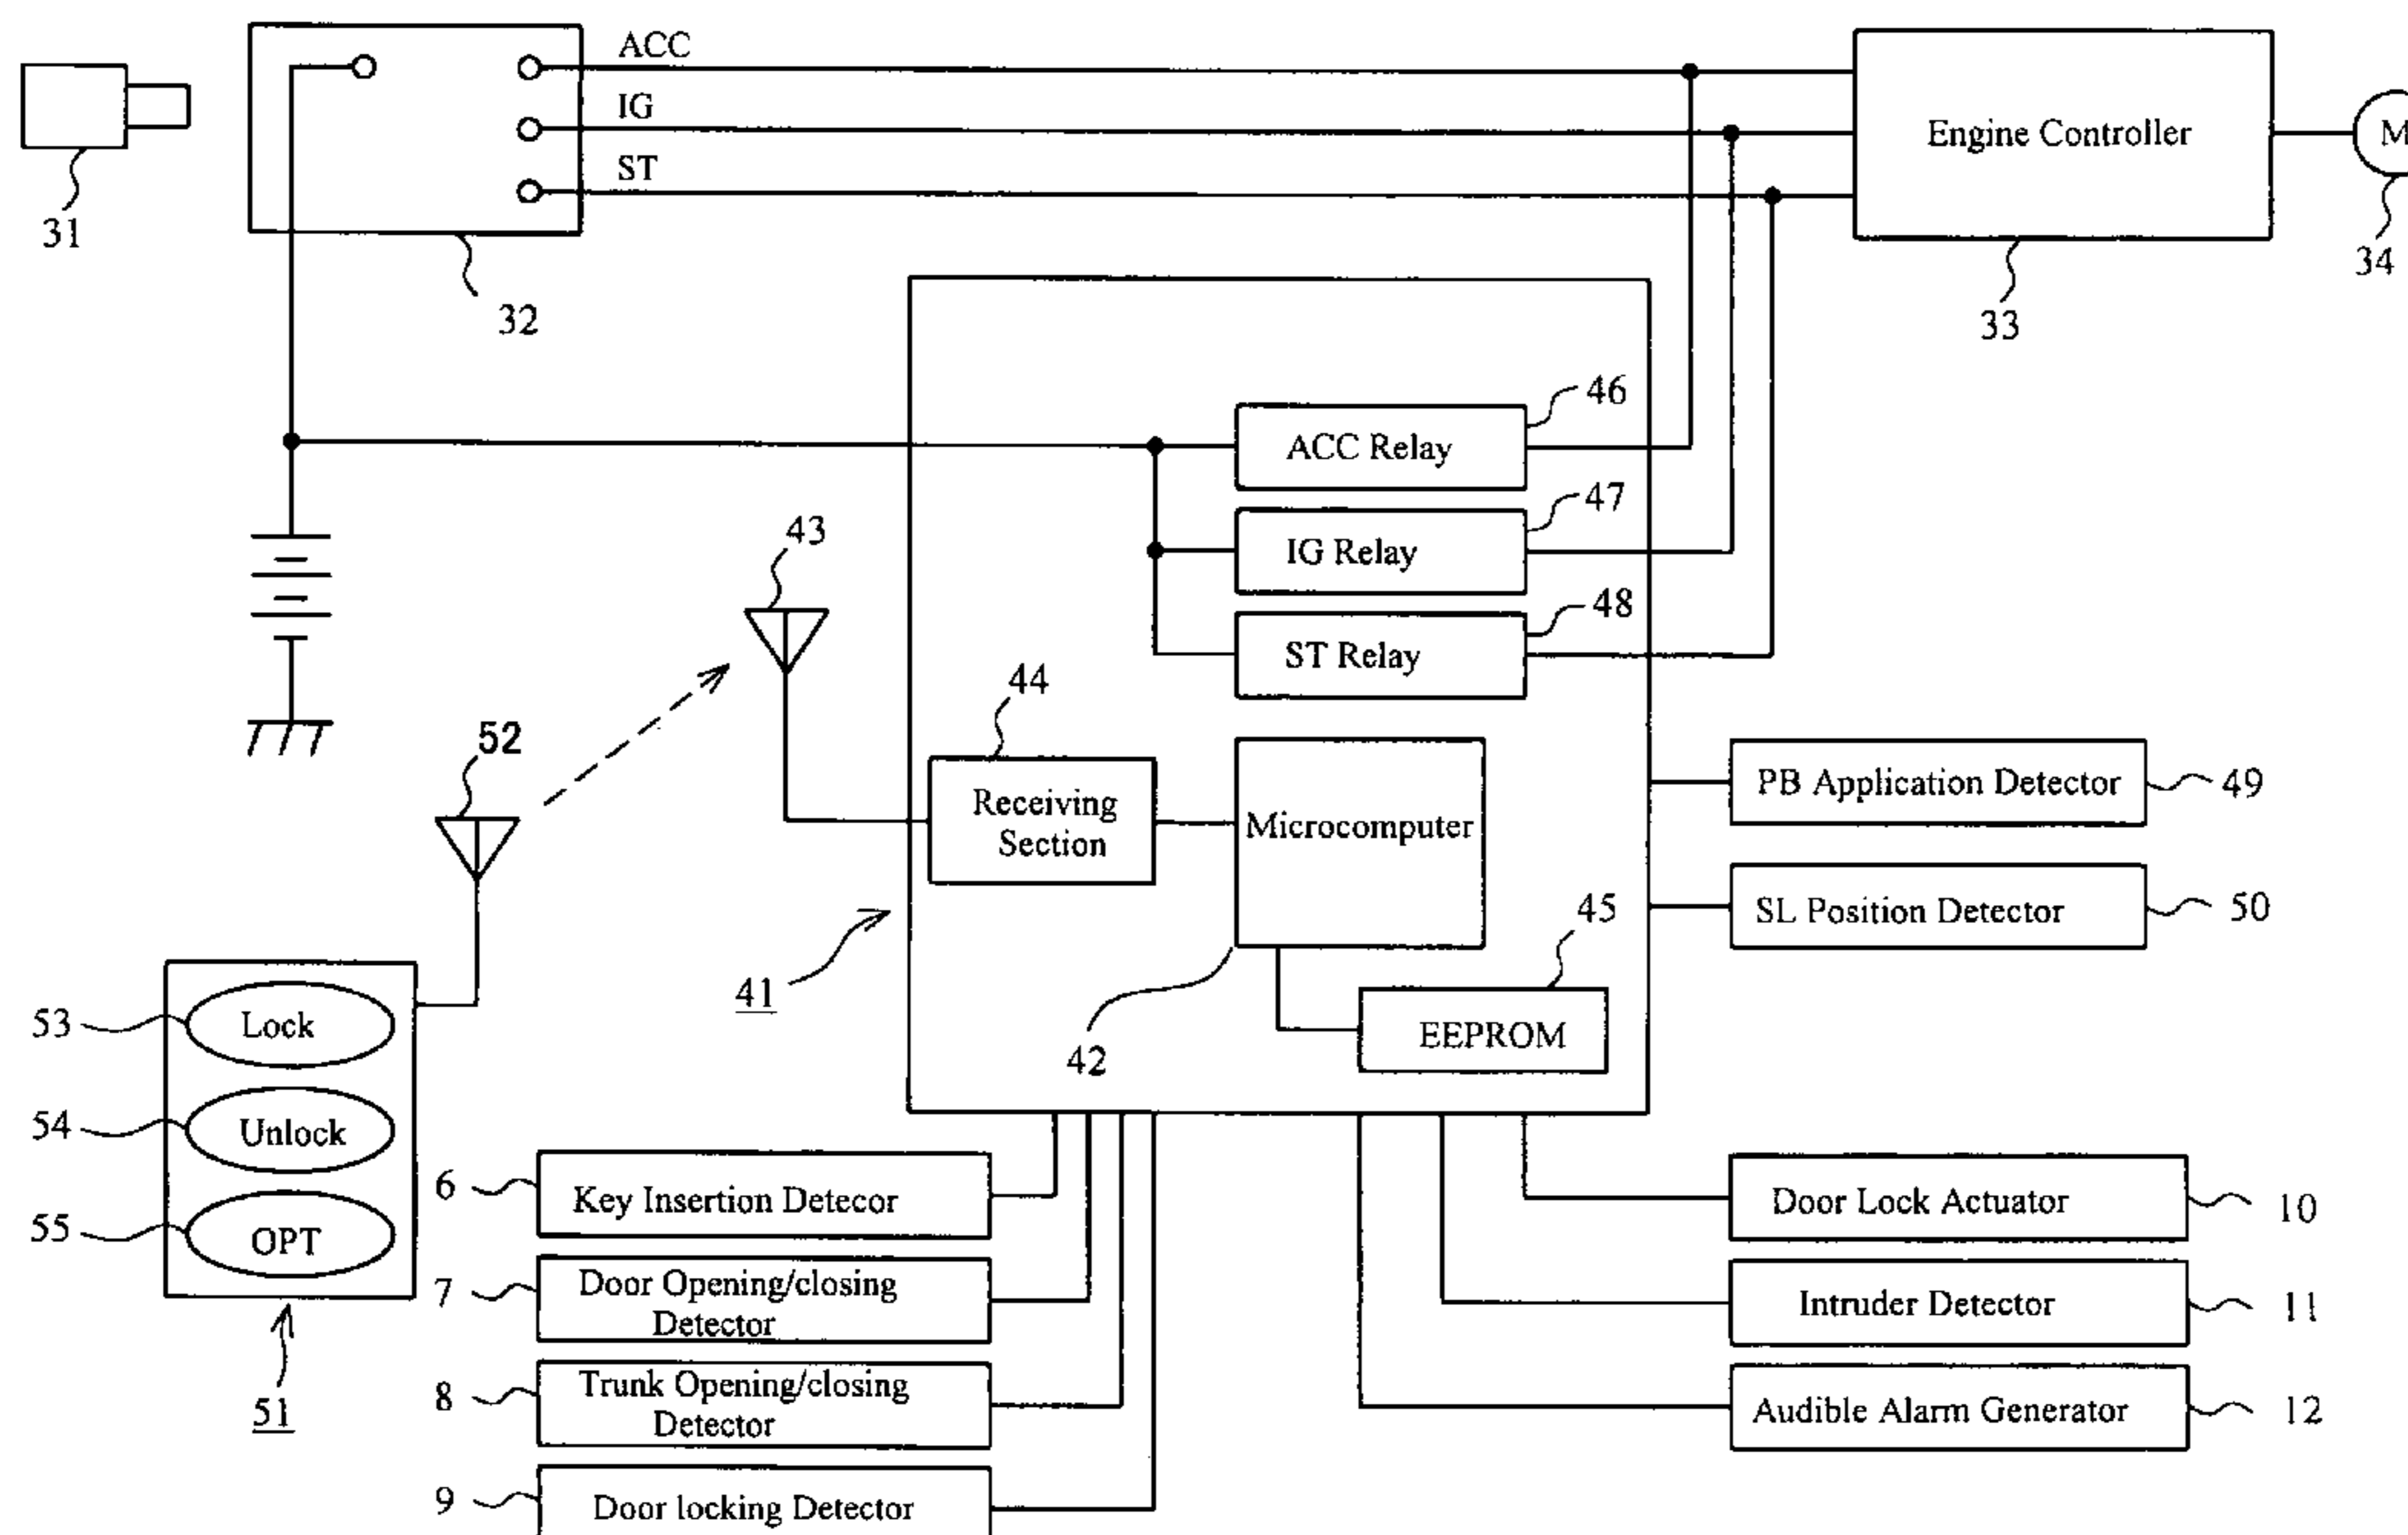 ACC
IG
ST
31
32
Engine Controller
M
34
33
46
ACC Relay
47
IG Relay
48
ST Relay
43
44
Receiving
Section
Microcomputer
52
PB Application Detector
49
SL Position Detector
50
45
41
42
EEPROM
53
Lock
54
Unlock
55
OPT
51
6
Key Insertion Detecor
7
Door Opening/closing
Detector
8
Trunk Opening/closing
Detector
9
Door locking Detector
Door Lock Actuator
10
Intruder Detector
11
Audible Alarm Generator
12